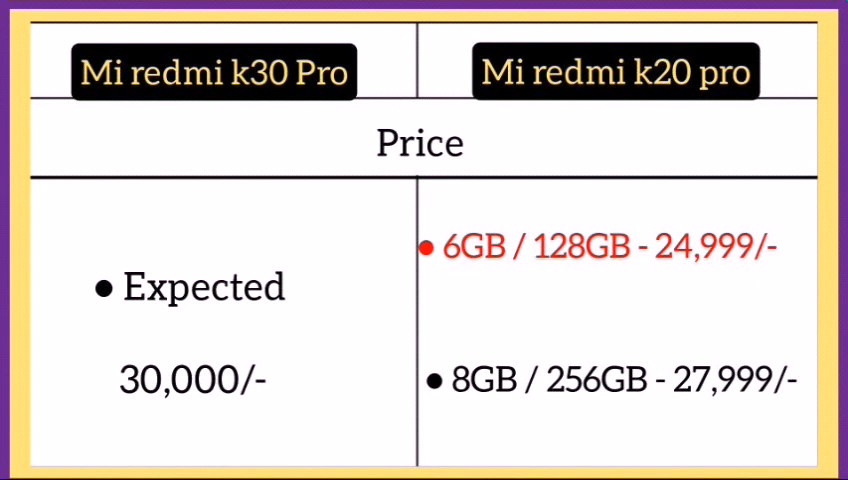 Mi redmi k30 Pro
Mi redmi k20 pro
Price
• Expected
30,000/-
• 6GB / 128GB - 24,999/-
• 8GB / 256GB - 27,999/-